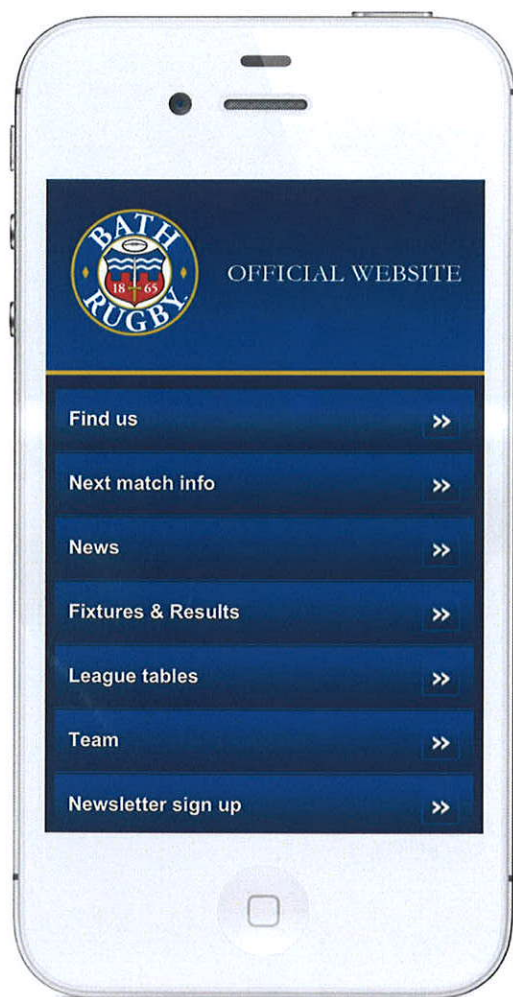 BATH
18 65
RUGBY
OFFICIAL WEBSITE
Find us
Next match info
News
Fixtures & Results
League tables
Team
Newsletter sign up